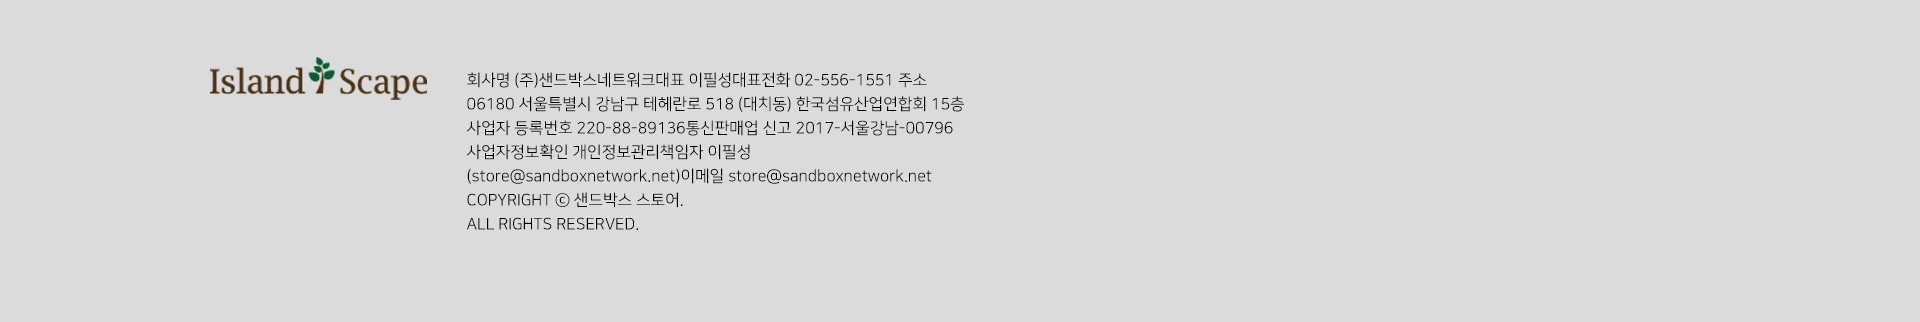 Island Scape
회사명 (주)샌드박스네트워크대표 이필성대표전화 02-556-1551 주소
06180 서울특별시 강남구 테헤란로 518 (대치동) 한국섬유산업연합회 15층
사업자 등록번호 220-88-89136통신판매업 신고 2017-서울강남-00796
사업자정보확인 개인정보관리책임자 이필성
(store@sandboxnetwork.net)이메일 store@sandboxnetwork.net
COPYRIGHT ⓒ 샌드박스 스토어.
ALL RIGHTS RESERVED.